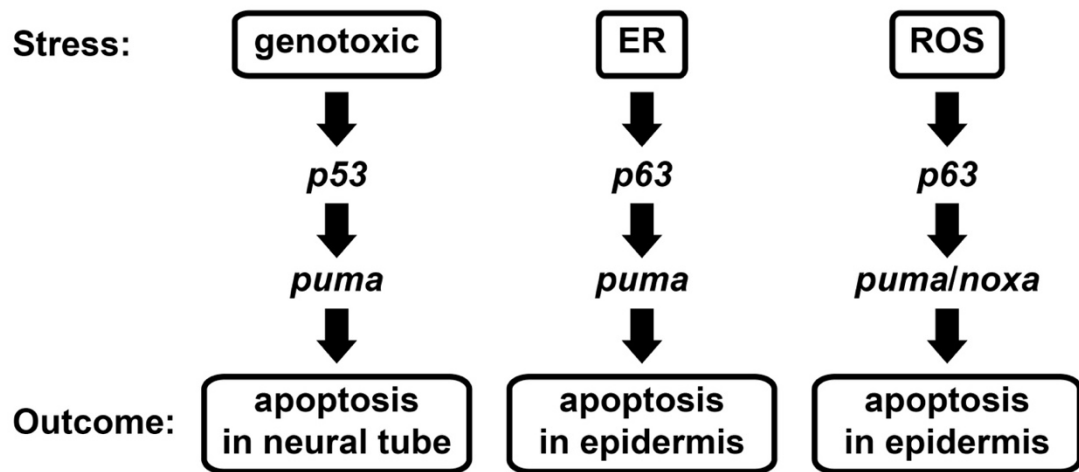 Stress: genotoxic ER ROS
p53 p63 p63
puma puma puma/noxa
Outcome: apoptosis in neural tube apoptosis in epidermis apoptosis in epidermis